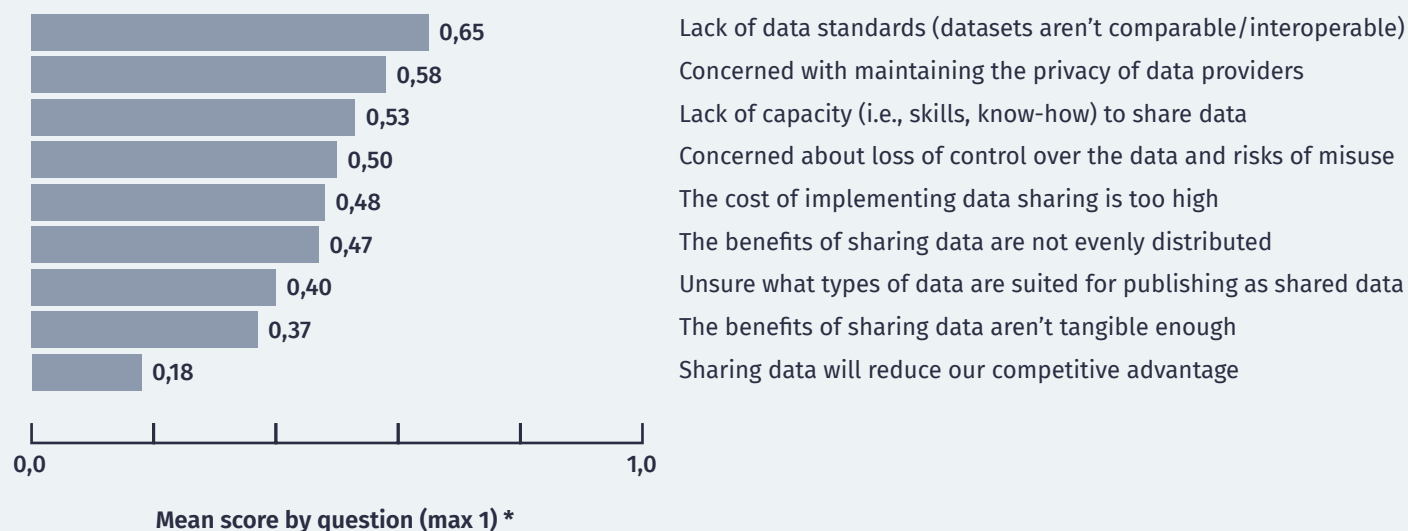 0,65 Lack of data standards (datasets aren’t comparable/interoperable)
0,58 Concerned with maintaining the privacy of data providers
0,53 Lack of capacity (i.e., skills, know-how) to share data
0,50 Concerned about loss of control over the data and risks of misuse
0,48 The cost of implementing data sharing is too high
0,47 The benefits of sharing data are not evenly distributed
0,40 Unsure what types of data are suited for publishing as shared data
0,37 The benefits of sharing data aren’t tangible enough
0,18 Sharing data will reduce our competitive advantage
0,0 1,0
Mean score by question (max 1) *